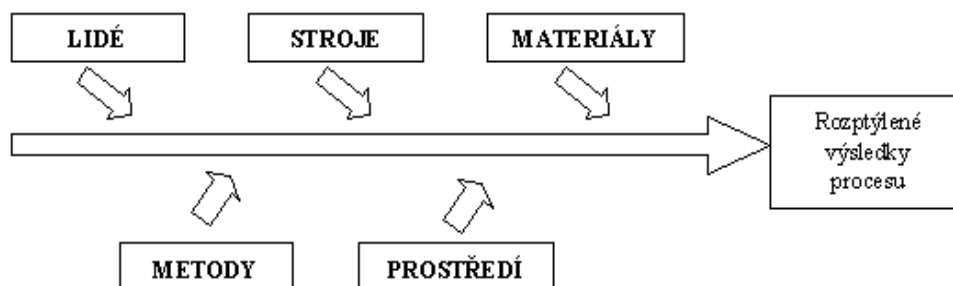 LIDÉ
STROJE
MATERIÁLY
Rozptýlené
výsledky
procesu
METODY
PROSTŘEDÍ